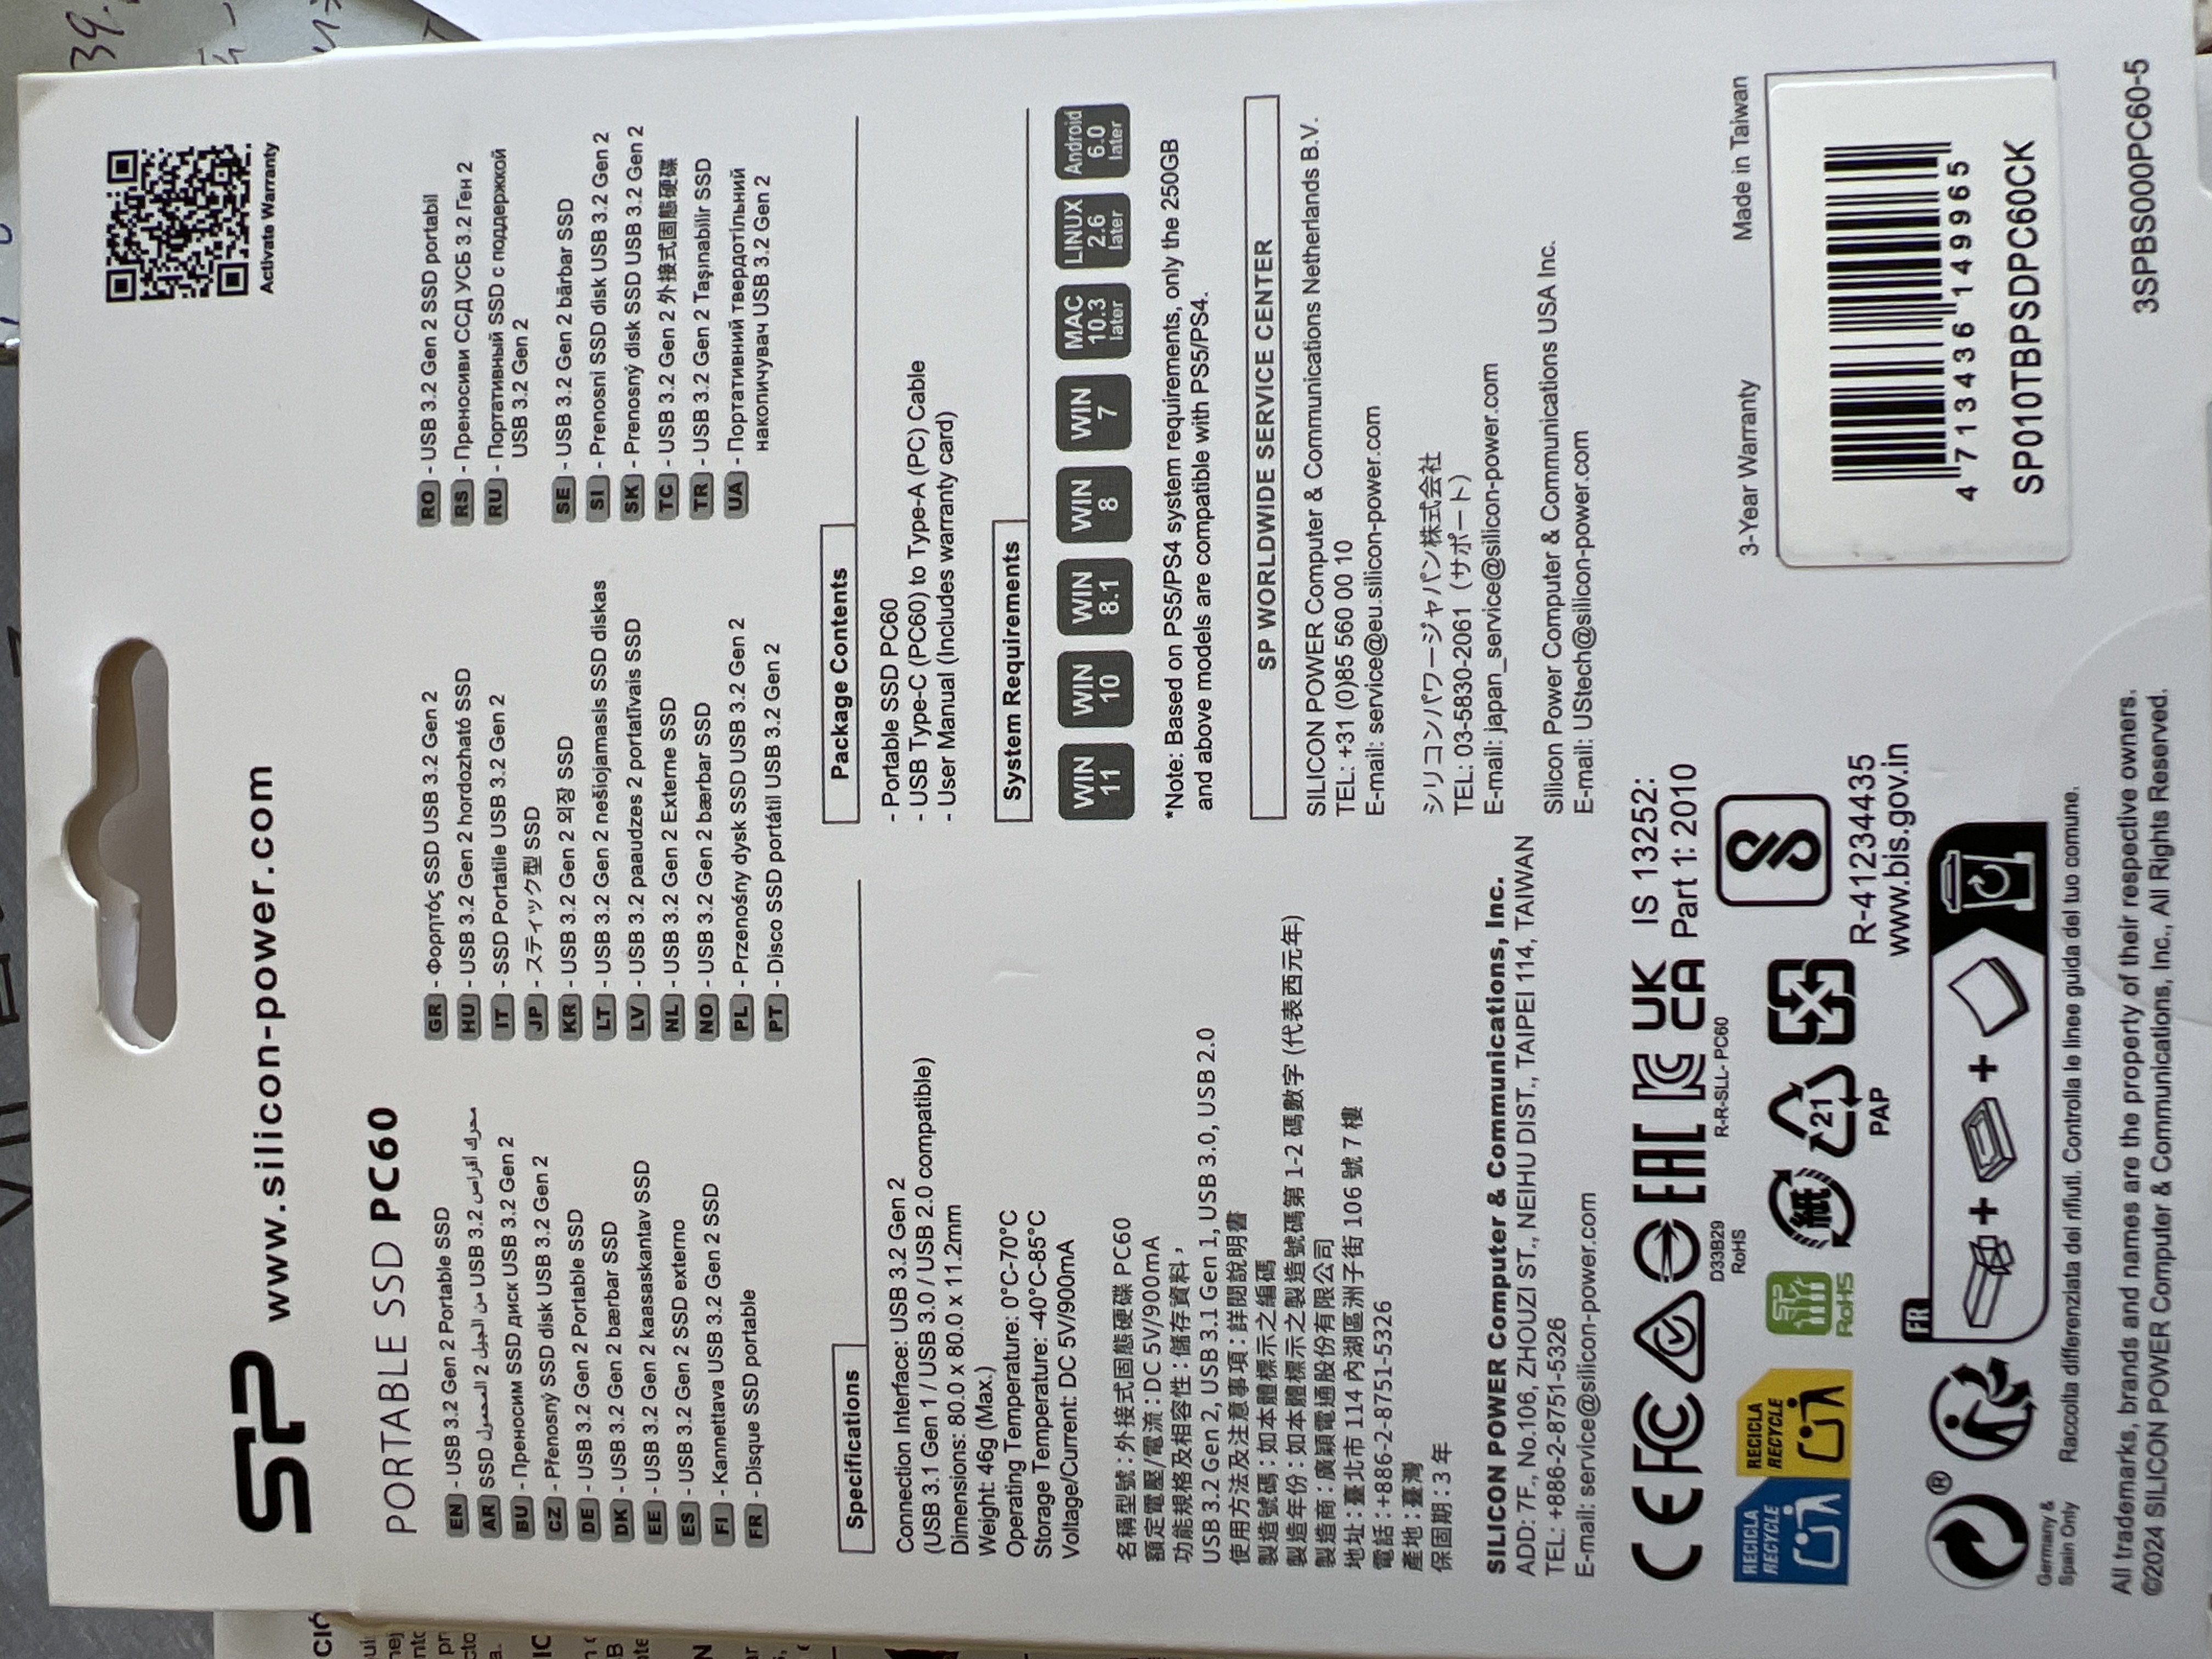 SP www.silicon-power.com
Activate Warranty
PORTABLE SSD PC60
EN - USB 3.2 Gen 2 Portable SSD
AR SSD المحمول من الجيل 2 USB 3.2 محرك أقراص
BU - Преносим SSD диск USB 3.2 Gen 2
CZ - Přenosný SSD disk USB 3.2 Gen 2
DE - USB 3.2 Gen 2 Portable SSD
DK - USB 3.2 Gen 2 bærbar SSD
EE - USB 3.2 Gen 2 kaasaskantav SSD
ES - USB 3.2 Gen 2 SSD externo
FI - Kannettava USB 3.2 Gen 2 SSD
FR - Disque SSD portable
GR - Φορητός SSD USB 3.2 Gen 2
HU - USB 3.2 Gen 2 hordozható SSD
IT - SSD Portatile USB 3.2 Gen 2
JP - スティック型 SSD
KR - USB 3.2 Gen 2 외장 SSD
LT - USB 3.2 Gen 2 nešiojamasis SSD diskas
LV - USB 3.2 paaudzes 2 portatīvais SSD
NL - USB 3.2 Gen 2 Externe SSD
NO - USB 3.2 Gen 2 bærbar SSD
PL - Przenośny dysk SSD USB 3.2 Gen 2
PT - Disco SSD portátil USB 3.2 Gen 2
RO - USB 3.2 Gen 2 SSD portabil
RS - Преносиви ССД УСБ 3.2 Ген 2
RU - Портативный SSD с поддержкой
USB 3.2 Gen 2
SE - USB 3.2 Gen 2 bärbar SSD
SI - Prenosni SSD disk USB 3.2 Gen 2
SK - Prenosný disk SSD USB 3.2 Gen 2
TC - USB 3.2 Gen 2 外接式固態硬碟
TR - USB 3.2 Gen 2 Taşınabilir SSD
UA - Портативний твердотільний
накопичувач USB 3.2 Gen 2
Specifications
Connection Interface: USB 3.2 Gen 2
(USB 3.1 Gen 1 / USB 3.0 / USB 2.0 compatible)
Dimensions: 80.0 x 80.0 x 11.2mm
Weight: 46g (Max.)
Operating Temperature: 0°C-70°C
Storage Temperature: -40°C-85°C
Voltage/Current: DC 5V/900mA
名稱型號：外接式固態硬碟 PC60
額定電壓/電流：DC 5V/900mA
功能規格及相容性：儲存資料，
USB 3.2 Gen 2, USB 3.1 Gen 1, USB 3.0, USB 2.0
使用方法及注意事項：詳閱說明書
製造號碼：如本體標示之編碼
製造年份：如本體標示之製造號碼第 1-2 碼數字 (代表西元年)
製造商：廣穎電通股份有限公司
地址：臺北市 114 內湖區洲子街 106 號 7 樓
電話：+886-2-8751-5326
產地：臺灣
保固期：3 年
SILICON POWER Computer & Communications, Inc.
ADD: 7F., No.106, ZHOUZI ST., NEIHU DIST., TAIPEI 114, TAIWAN
TEL: +886-2-8751-5326
E-mail: service@silicon-power.com
Package Contents
- Portable SSD PC60
- USB Type-C (PC60) to Type-A (PC) Cable
- User Manual (Includes warranty card)
System Requirements
WIN 11
WIN 10
WIN 8.1
WIN 8
WIN 7
MAC 10.3 later
LINUX 2.6 later
Android 6.0 later
*Note: Based on PS5/PS4 system requirements, only the 250GB
and above models are compatible with PS5/PS4.
SP WORLDWIDE SERVICE CENTER
SILICON POWER Computer & Communications Netherlands B.V.
TEL: +31 (0)85 560 00 10
E-mail: service@eu.silicon-power.com
シリコンパワージャパン株式会社
TEL: 03-5830-2061（サポート）
E-mail: japan_service@silicon-power.com
Silicon Power Computer & Communications USA Inc.
E-mail: UStech@silicon-power.com
CE FC
D33B29
RoHS
EAC
R-R-SLL- PC60
UK CA
IS 13252:
Part 1: 2010
R-41234435
www.bis.gov.in
RECICLA
RECYCLE
RECICLA
RECYCLE
RoHS
紙
21
PAP
3-Year Warranty
Made in Taiwan
4 713436 149965
SP010TBPSDPC60CK
®
Germany &
Spain Only
FR
Raccolta differenziata dei rifiuti. Controlla le linee guida del tuo comune.
All trademarks, brands and names are the property of their respective owners.
©2024 SILICON POWER Computer & Communications, Inc., All Rights Reserved.
3SPBS000PC60-5
39.